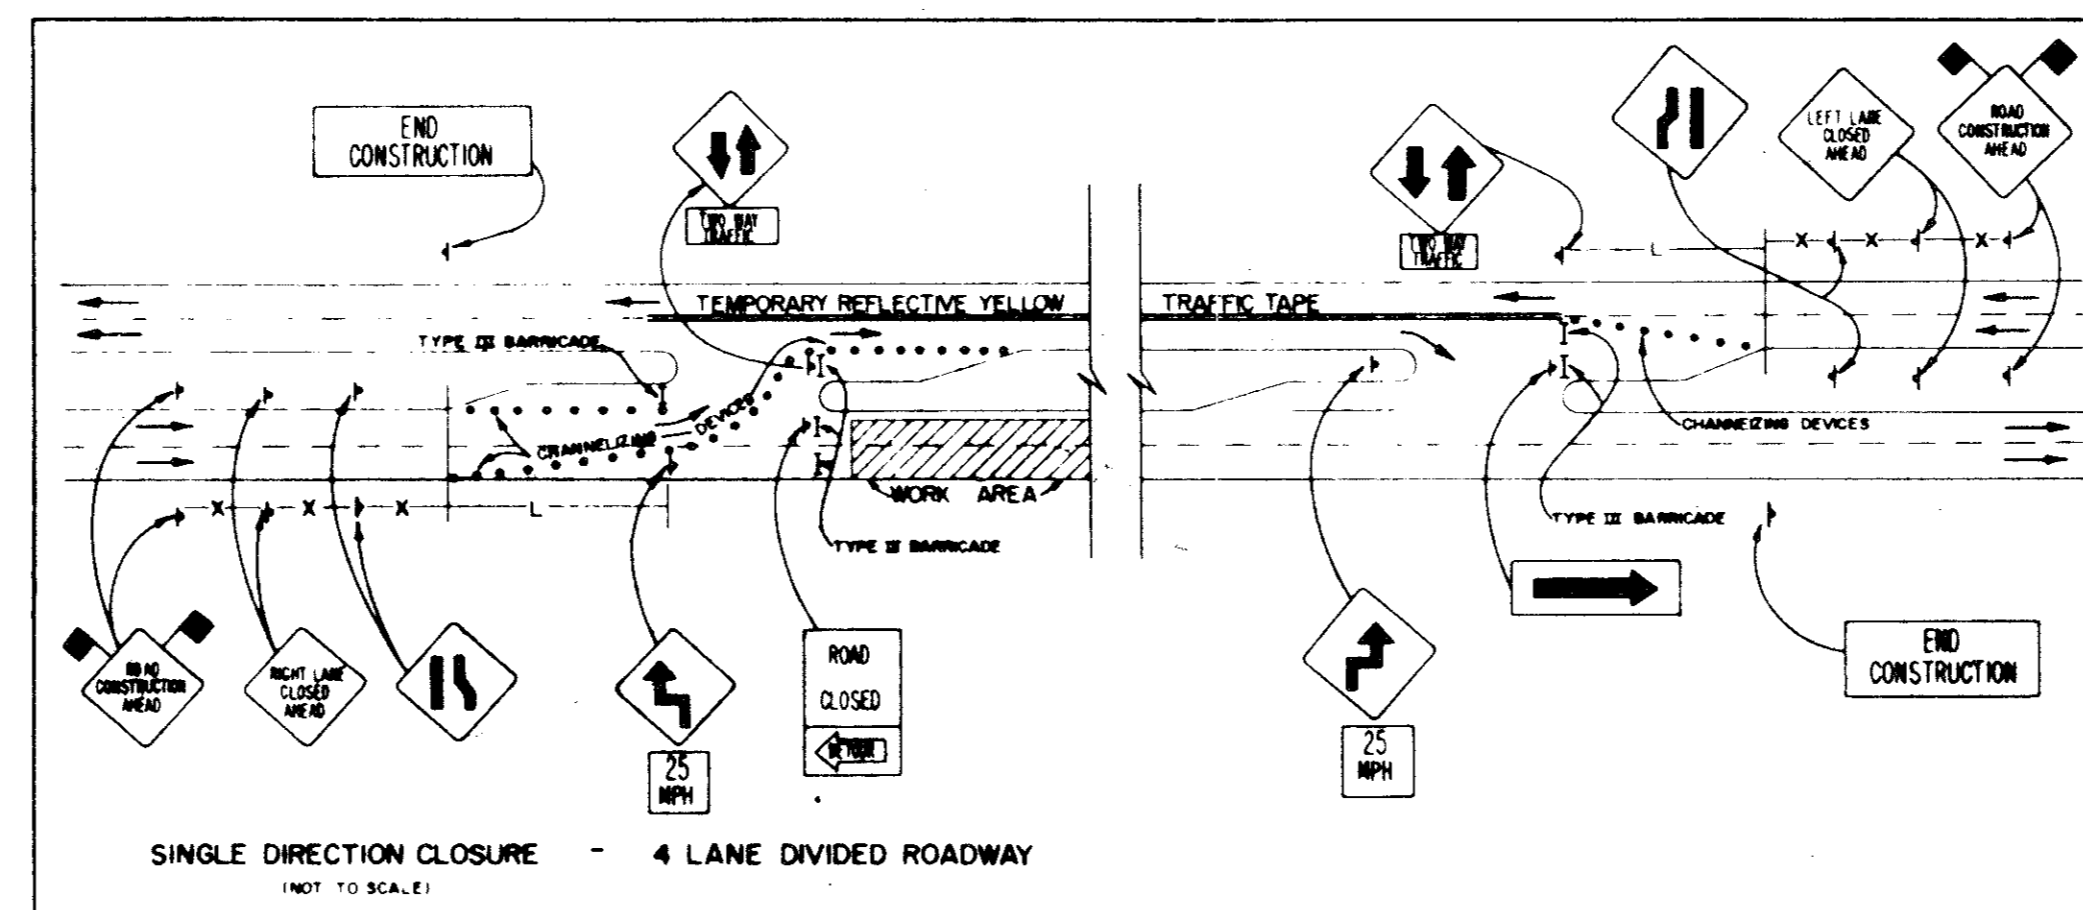 END
CONSTRUCTION
TWO WAY
TRAFFIC
TWO WAY
TRAFFIC
LEFT LANE
CLOSED
AHEAD
ROAD
CONSTRUCTION
AHEAD
L
X X X
TEMPORARY REFLECTIVE YELLOW TRAFFIC TAPE
TYPE III BARRICADE
CHANNELIZING DEVICES
CHANNEIZING DEVICES
X X X L
WORK AREA
TYPE III BARRICADE
TYPE III BARRICADE
ROAD
CONSTRUCTION
AHEAD
RIGHT LANE
CLOSED
AHEAD
25
MPH
ROAD
CLOSED
DETOUR
25
MPH
END
CONSTRUCTION
SINGLE DIRECTION CLOSURE - 4 LANE DIVIDED ROADWAY
(NOT TO SCALE)